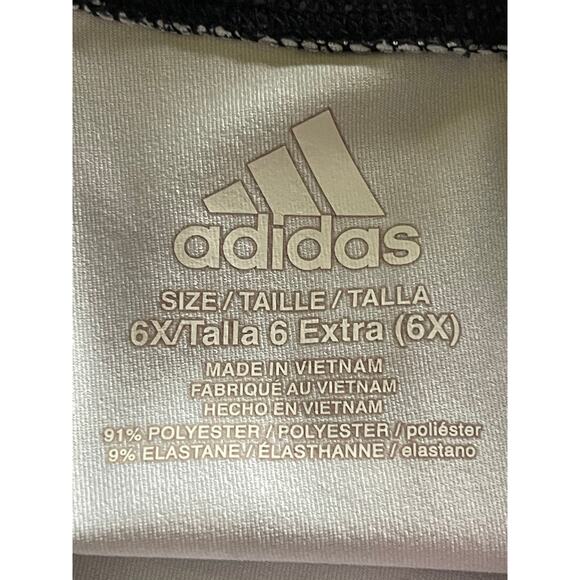 adidas
SIZE / TAILLE / TALLA
6X/Talla 6 Extra (6X)
MADE IN VIETNAM
FABRIQUÉ AU VIETNAM
HECHO EN VIETNAM
91% POLYESTER / POLYESTER / poliéster
9% ELASTANE / ÉLASTHANNE / elastano